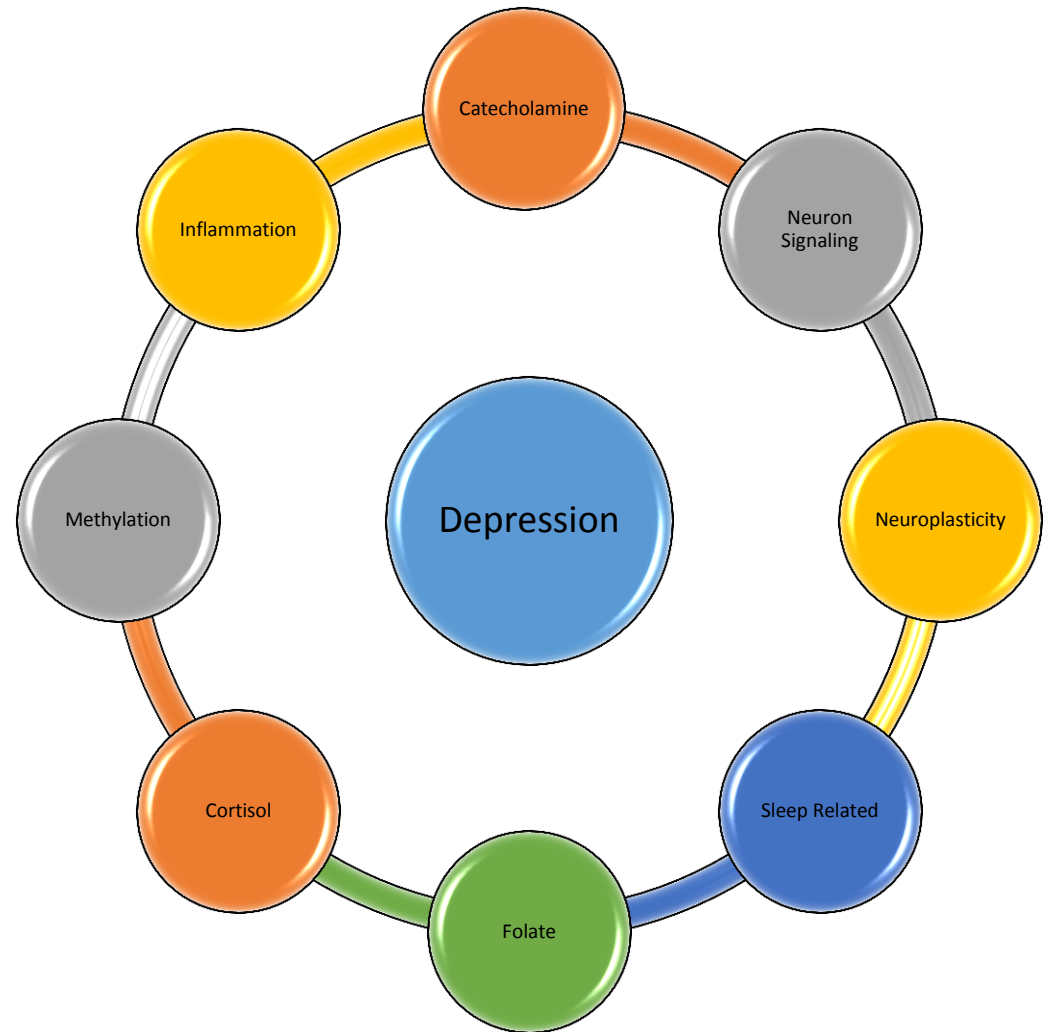 Catecholamine
Neuron
Signaling
Neuroplasticity
Sleep Related
Folate
Cortisol
Methylation
Inflammation
Depression